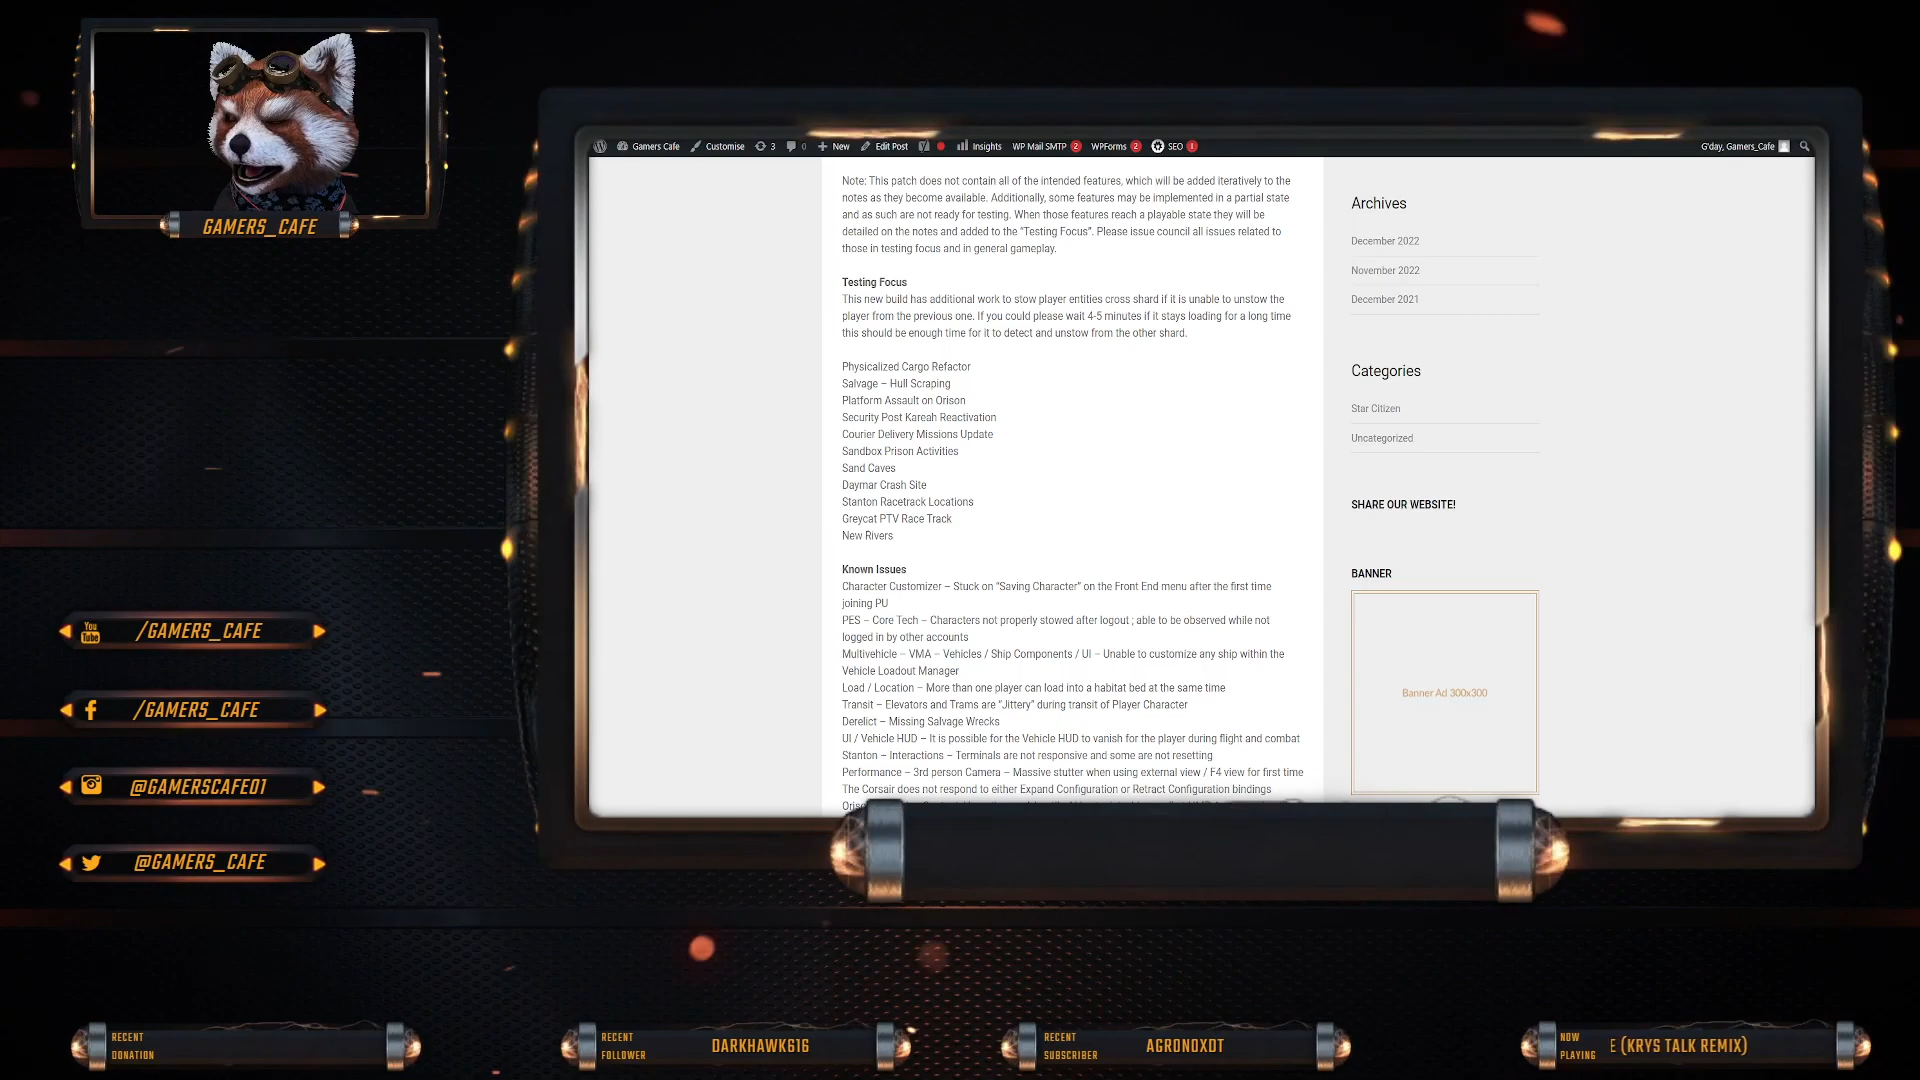 GAMERS_CAFE
Gamers Cafe Customise 3 0 New Edit Post Insights WP Mail SMTP 2 WPForms 2 SEO 1 G'day, Gamers_Cafe
Note: This patch does not contain all of the intended features, which will be added iteratively to the
notes as they become available. Additionally, some features may be implemented in a partial state
and as such are not ready for testing. When those features reach a playable state they will be
detailed on the notes and added to the "Testing Focus". Please issue council all issues related to
those in testing focus and in general gameplay.
Testing Focus
This new build has additional work to stow player entities cross shard if it is unable to unstow the
player from the previous one. If you could please wait 4-5 minutes if it stays loading for a long time
this should be enough time for it to detect and unstow from the other shard.
Physicalized Cargo Refactor
Salvage – Hull Scraping
Platform Assault on Orison
Security Post Kareah Reactivation
Courier Delivery Missions Update
Sandbox Prison Activities
Sand Caves
Daymar Crash Site
Stanton Racetrack Locations
Greycat PTV Race Track
New Rivers
Known Issues
Character Customizer – Stuck on “Saving Character” on the Front End menu after the first time
joining PU
PES – Core Tech – Characters not properly stowed after logout ; able to be observed while not
logged in by other accounts
Multivehicle – VMA – Vehicles / Ship Components / UI – Unable to customize any ship within the
Vehicle Loadout Manager
Load / Location – More than one player can load into a habitat bed at the same time
Transit – Elevators and Trams are “Jittery” during transit of Player Character
Derelict – Missing Salvage Wrecks
UI / Vehicle HUD – It is possible for the Vehicle HUD to vanish for the player during flight and combat
Stanton – Interactions – Terminals are not responsive and some are not resetting
Performance – 3rd person Camera – Massive stutter when using external view / F4 view for first time
The Corsair does not respond to either Expand Configuration or Retract Configuration bindings
Archives
December 2022
November 2022
December 2021
Categories
Star Citizen
Uncategorized
SHARE OUR WEBSITE!
BANNER
Banner Ad 300x300
You
Tube
/GAMERS_CAFE
/GAMERS_CAFE
@GAMERSCAFE01
@GAMERS_CAFE
RECENT
DONATION
RECENT
FOLLOWER
DARKHAWK616
RECENT
SUBSCRIBER
AGRONOXDT
NOW
PLAYING
E (KRYS TALK REMIX)